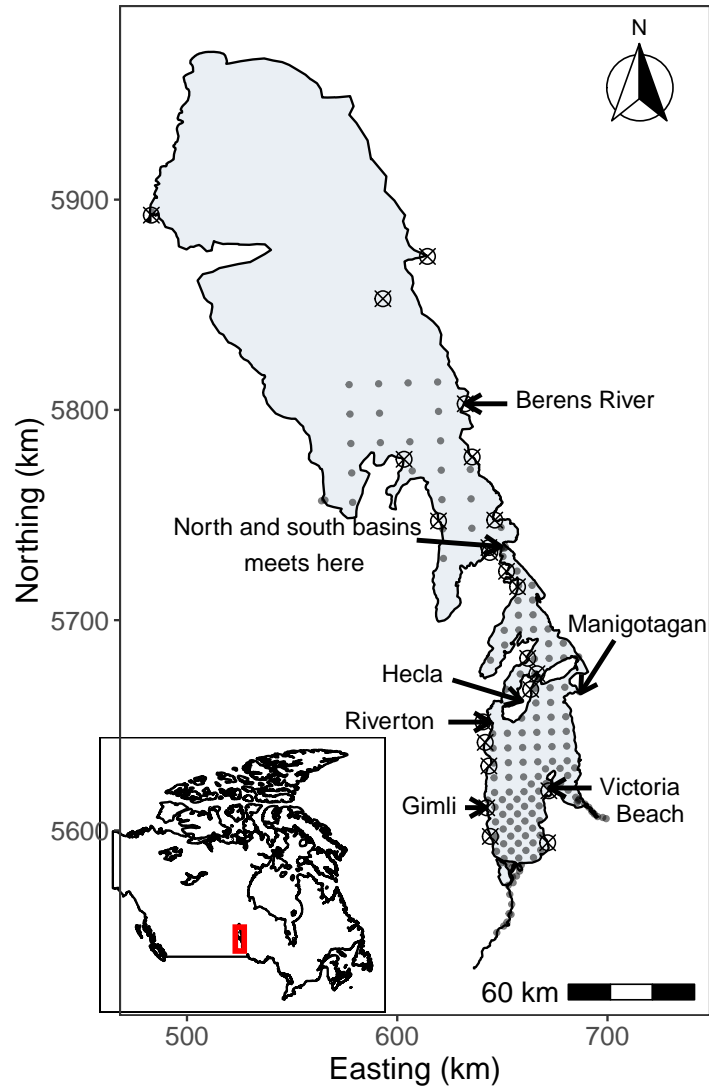 N
5900
5800
5700
5600
Northing (km)
Berens River
North and south basins
meets here
Manigotagan
Hecla
Riverton
Gimli
Victoria
Beach
60 km
500
600
700
Easting (km)